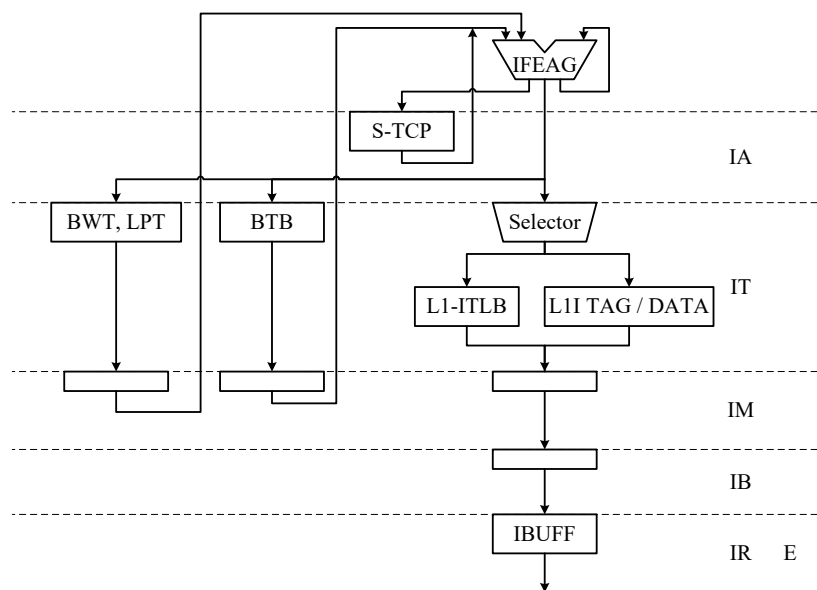 IFEAG
S-TCP
IA
BWT, LPT
BTB
Selector
IT
L1-ITLB
L1I TAG / DATA
IM
IB
IBUFF
IR E